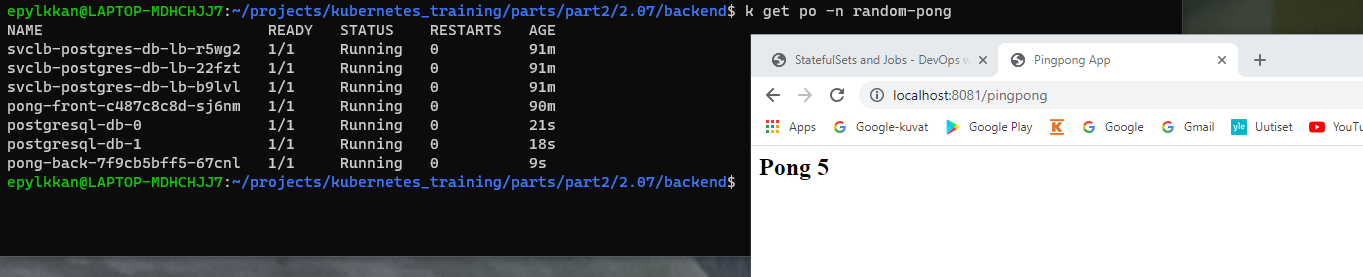 epylkkan@LAPTOP-MDHCHJJ7:~/projects/kubernetes_training/parts/part2/2.07/backend$ k get po -n random-pong
NAME READY STATUS RESTARTS AGE
svclb-postgres-db-lb-r5wg2 1/1 Running 0 91m
svclb-postgres-db-lb-22fzt 1/1 Running 0 91m
svclb-postgres-db-lb-b9lvl 1/1 Running 0 91m
pong-front-c487c8c8d-sj6nm 1/1 Running 0 90m
postgresql-db-0 1/1 Running 0 21s
postgresql-db-1 1/1 Running 0 18s
pong-back-7f9cb5bff5-67cnl 1/1 Running 0 9s
epylkkan@LAPTOP-MDHCHJJ7:~/projects/kubernetes_training/parts/part2/2.07/backend$
StatefulSets and Jobs - DevOps w Pingpong App
localhost:8081/pingpong
Apps Google-kuvat Google Play K Google Gmail yle Uutiset YouTu
Pong 5